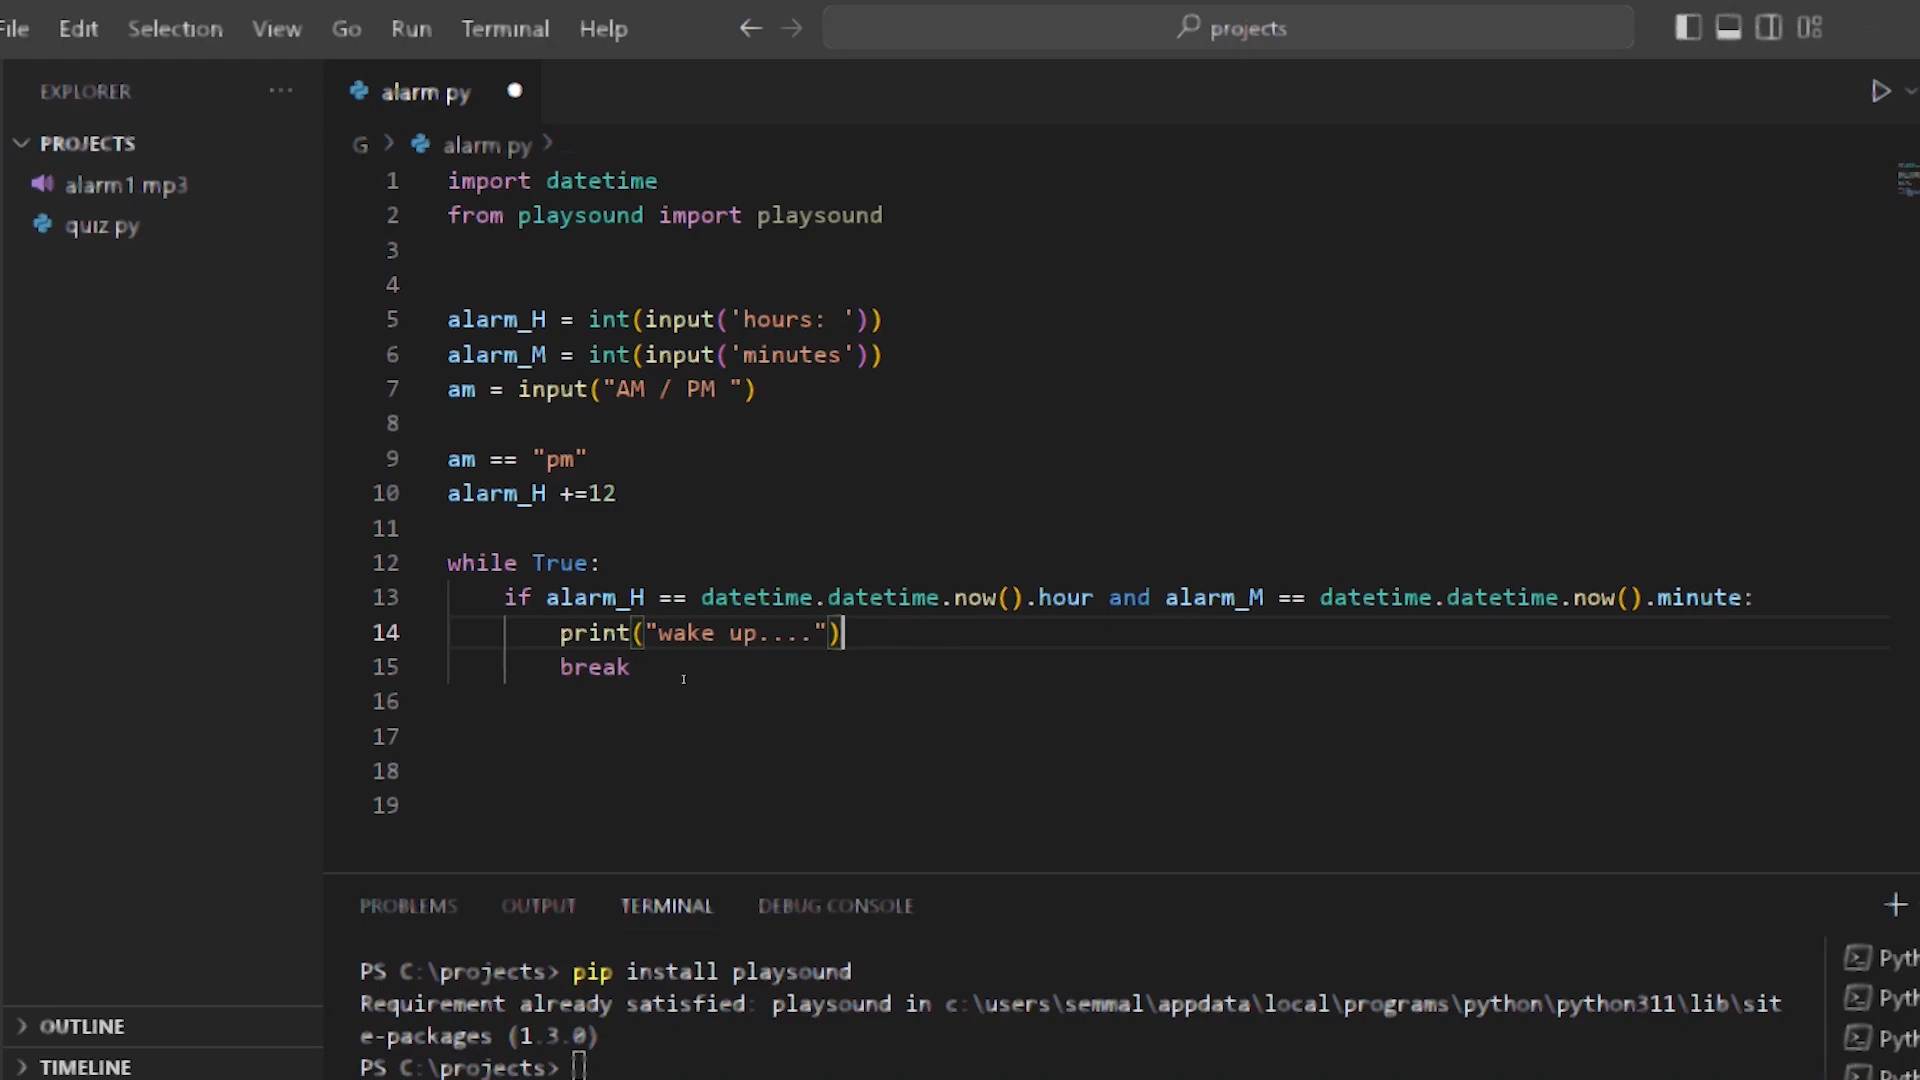 File Edit Selection View Go Run Terminal Help projects
EXPLORER
PROJECTS
alarm1 mp3
quiz py
alarm py
G > alarm py >
1 import datetime
2 from playsound import playsound
3
4
5 alarm_H = int(input('hours: '))
6 alarm_M = int(input('minutes'))
7 am = input("AM / PM ")
8
9 am == "pm"
10 alarm_H +=12
11
12 while True:
13 if alarm_H == datetime.datetime.now().hour and alarm_M == datetime.datetime.now().minute:
14 print("wake up....")
15 break
16
17
18
19
PROBLEMS OUTPUT TERMINAL DEBUG CONSOLE
PS C:\projects> pip install playsound
Requirement already satisfied: playsound in c:\users\semmal\appdata\local\programs\python\python311\lib\sit
e-packages (1.3.0)
PS C:\projects>
Pyth
Pyth
Pyth
Pyth
OUTLINE
TIMELINE